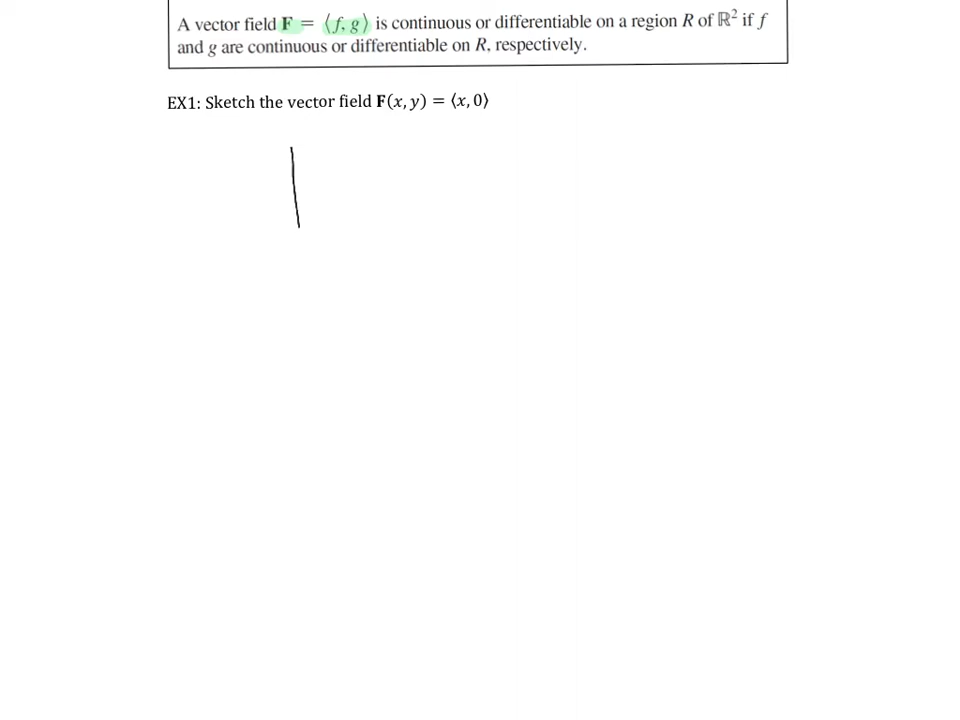 A vector field F = ⟨f, g⟩ is continuous or differentiable on a region R of ℝ² if f
and g are continuous or differentiable on R, respectively.
EX1: Sketch the vector field F(x, y) = ⟨x, 0⟩